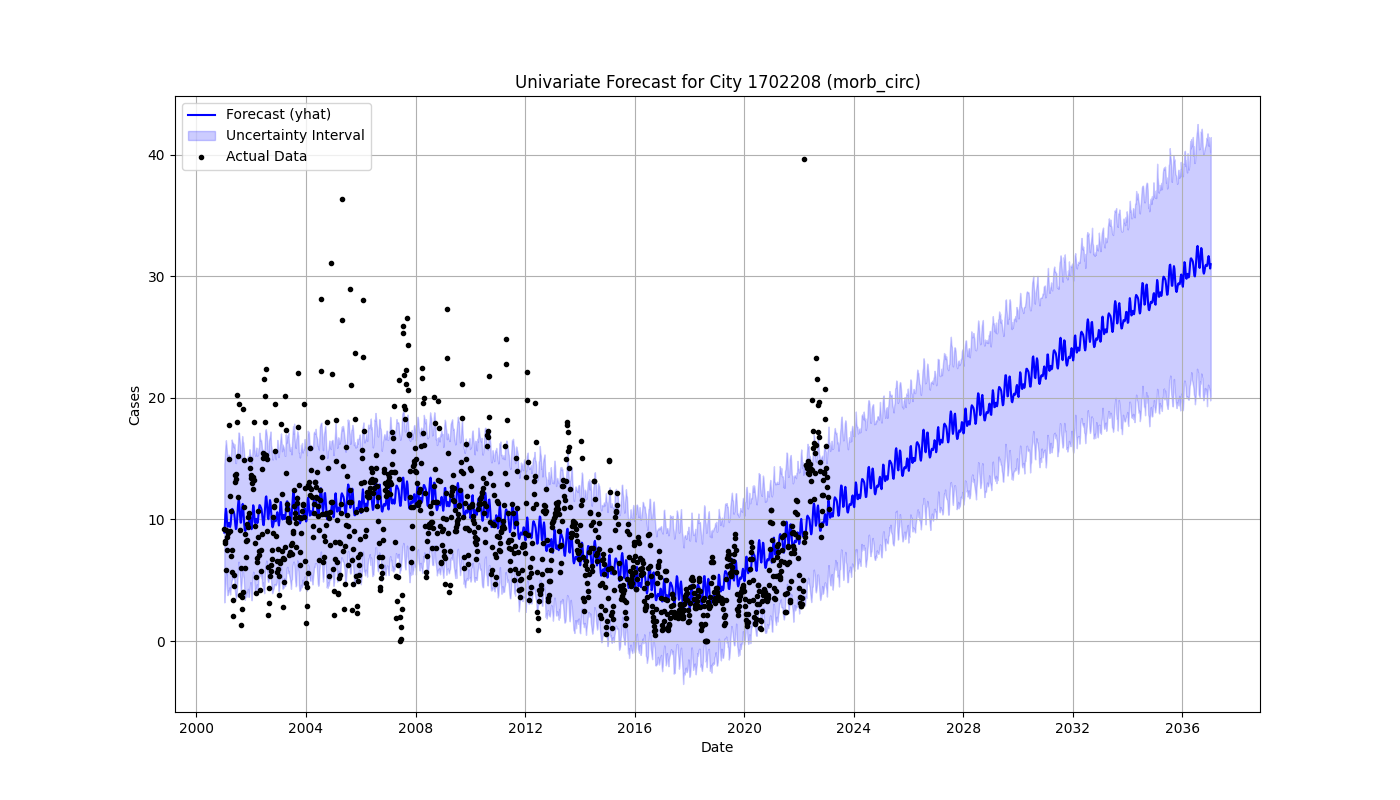 Univariate Forecast for City 1702208 (morb_circ)
Forecast (yhat)
Uncertainty Interval
Actual Data
Cases
40
30
20
10
0
2000 2004 2008 2012 2016 2020 2024 2028 2032 2036
Date